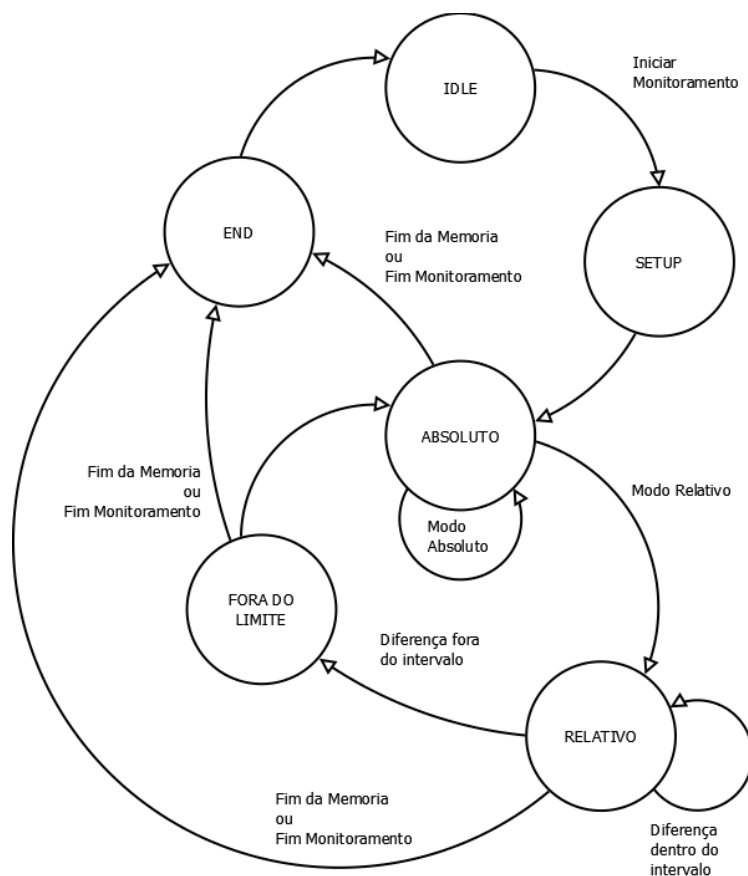 IDLE
Iniciar
Monitoramento
END
SETUP
Fim da Memoria
ou
Fim Monitoramento
ABSOLUTO
Modo
Absoluto
Modo Relativo
Fim da Memoria
ou
Fim Monitoramento
FORA DO
LIMITE
Diferença fora
do intervalo
RELATIVO
Fim da Memoria
ou
Fim Monitoramento
Diferença
dentro do
intervalo